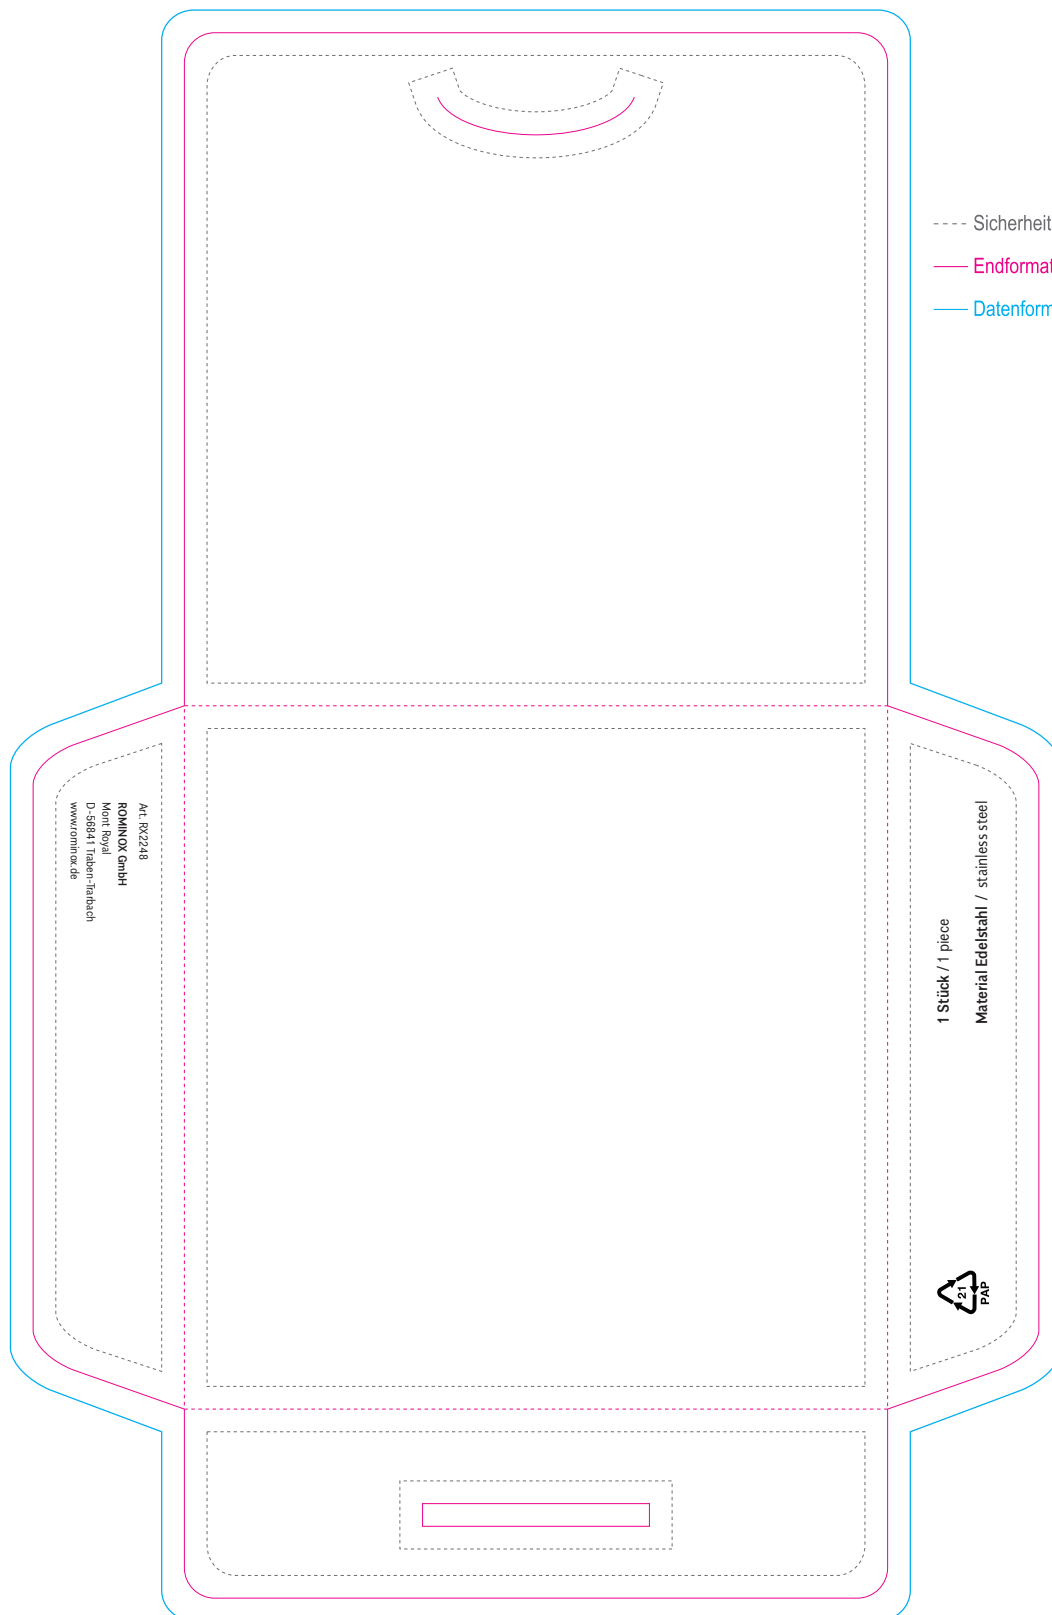 Sicherheit
Endformat
Datenform
Art. RX2248
ROMINOX GmbH
Mont Royal
D-56841 Traben-Trarbach
www.rominox.de
1 Stück / 1 piece
Material Edelstahl / stainless steel
21
PAP